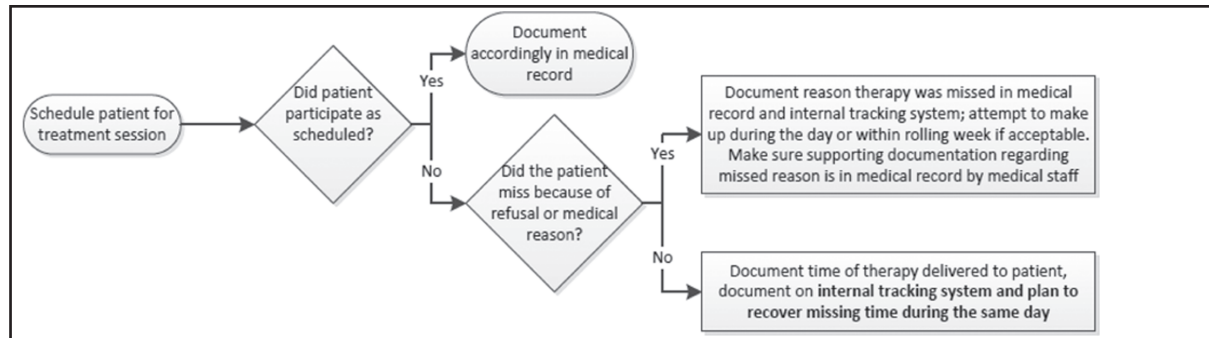 Schedule patient for
treatment session
Did patient
participate as
scheduled?
Yes
Document
accordingly in medical
record
No
Did the patient
miss because of
refusal or medical
reason?
Yes
Document reason therapy was missed in medical
record and internal tracking system; attempt to make
up during the day or within rolling week if acceptable.
Make sure supporting documentation regarding
missed reason is in medical record by medical staff
No
Document time of therapy delivered to patient,
document on internal tracking system and plan to
recover missing time during the same day